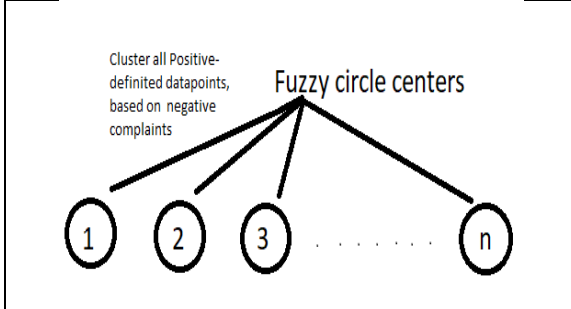 Cluster all Positive-
definited datapoints,
based on negative
complaints
Fuzzy circle centers
1 2 3 . . . . . . . n